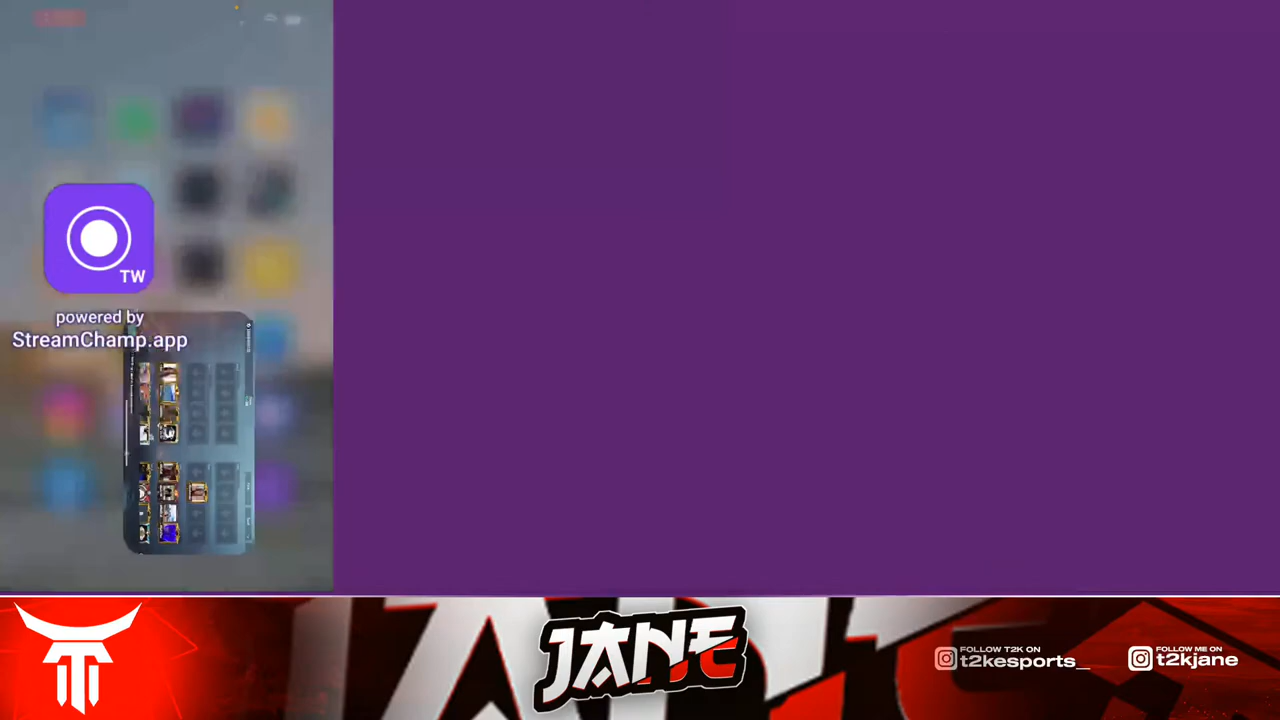 TW
powered by
StreamChamp.app
JANE
FOLLOW T2K ON
t2kesports_
FOLLOW ME ON
t2kjane